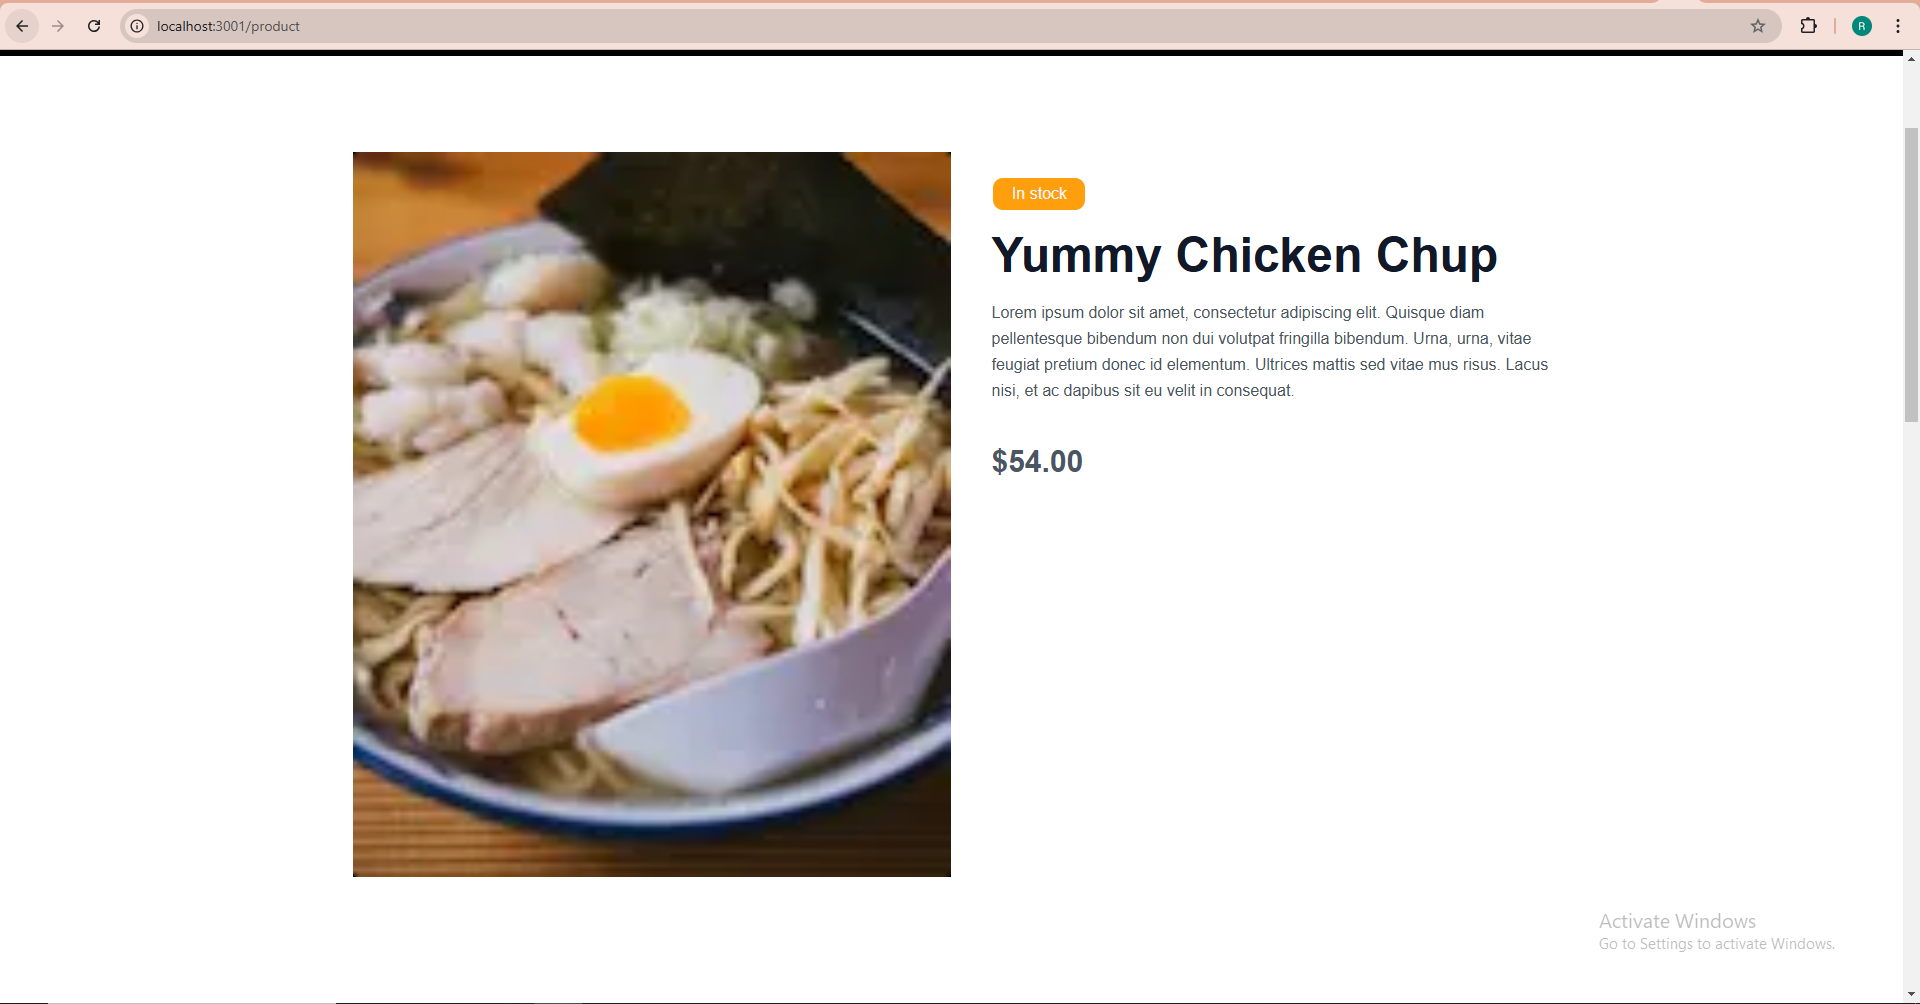 localhost:3001/product
R
In stock
Yummy Chicken Chup
Lorem ipsum dolor sit amet, consectetur adipiscing elit. Quisque diam
pellentesque bibendum non dui volutpat fringilla bibendum. Urna, urna, vitae
feugiat pretium donec id elementum. Ultrices mattis sed vitae mus risus. Lacus
nisi, et ac dapibus sit eu velit in consequat.
$54.00
Activate Windows
Go to Settings to activate Windows.